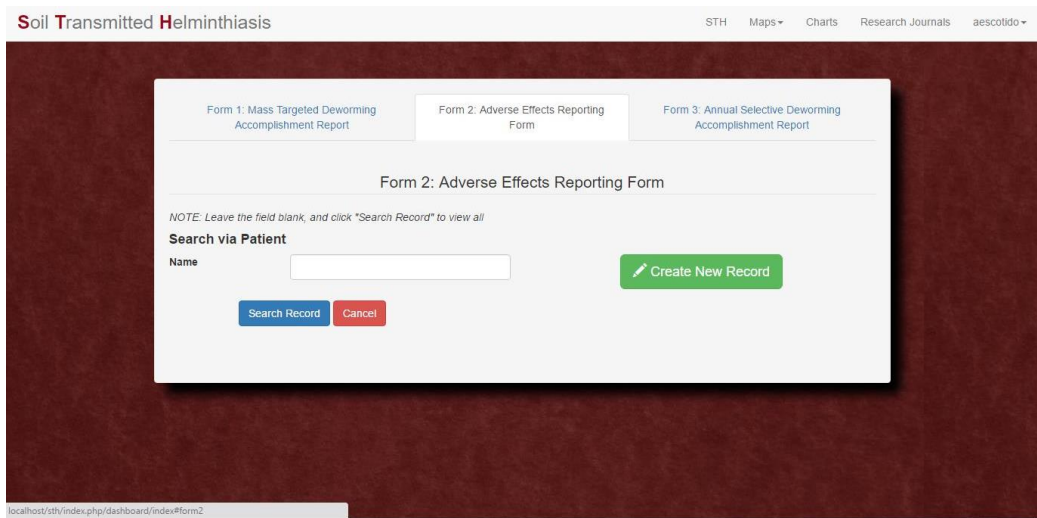 Soil Transmitted Helminthiasis
STH Maps Charts Research Journals aescotido
Form 1: Mass Targeted Deworming
Accomplishment Report
Form 2: Adverse Effects Reporting
Form
Form 3: Annual Selective Deworming
Accomplishment Report
Form 2: Adverse Effects Reporting Form
NOTE: Leave the field blank, and click "Search Record" to view all
Search via Patient
Name
Create New Record
Search Record Cancel
localhost/sth/index.php/dashboard/index#form2